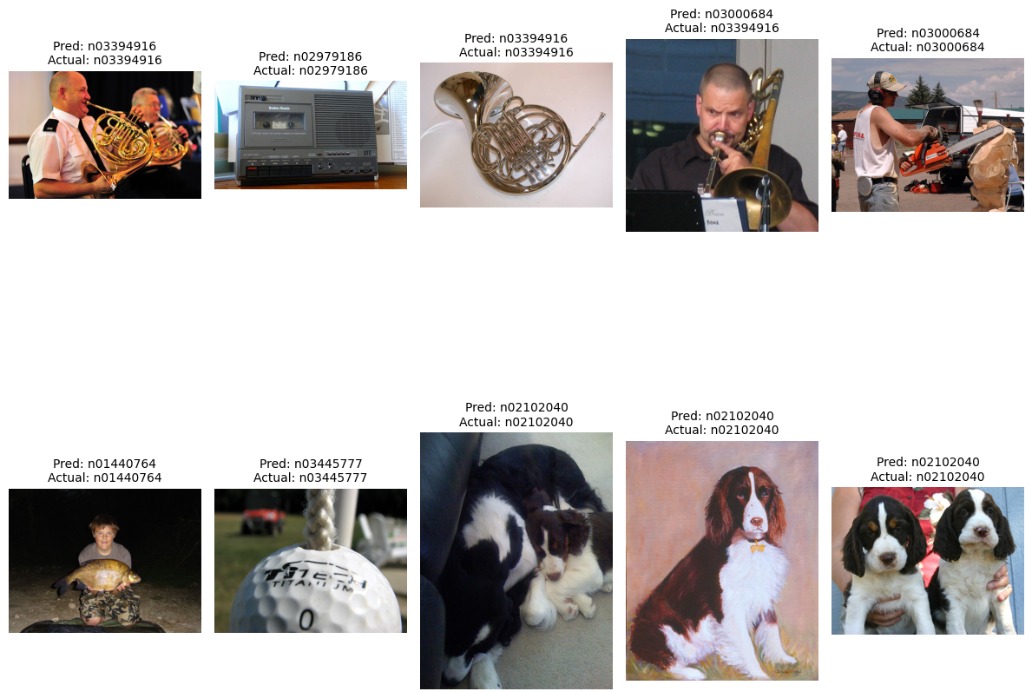 Pred: n03394916
Actual: n03394916
Pred: n02979186
Actual: n02979186
Pred: n03394916
Actual: n03394916
Pred: n03000684
Actual: n03394916
Pred: n03000684
Actual: n03000684
Pred: n01440764
Actual: n01440764
Pred: n03445777
Actual: n03445777
TiTECH
TITANIUM
0
Pred: n02102040
Actual: n02102040
Pred: n02102040
Actual: n02102040
Pred: n02102040
Actual: n02102040